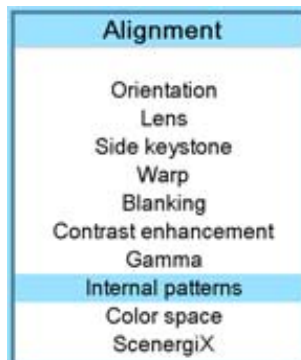 Alignment
Orientation
Lens
Side keystone
Warp
Blanking
Contrast enhancement
Gamma
Internal patterns
Color space
ScenergiX